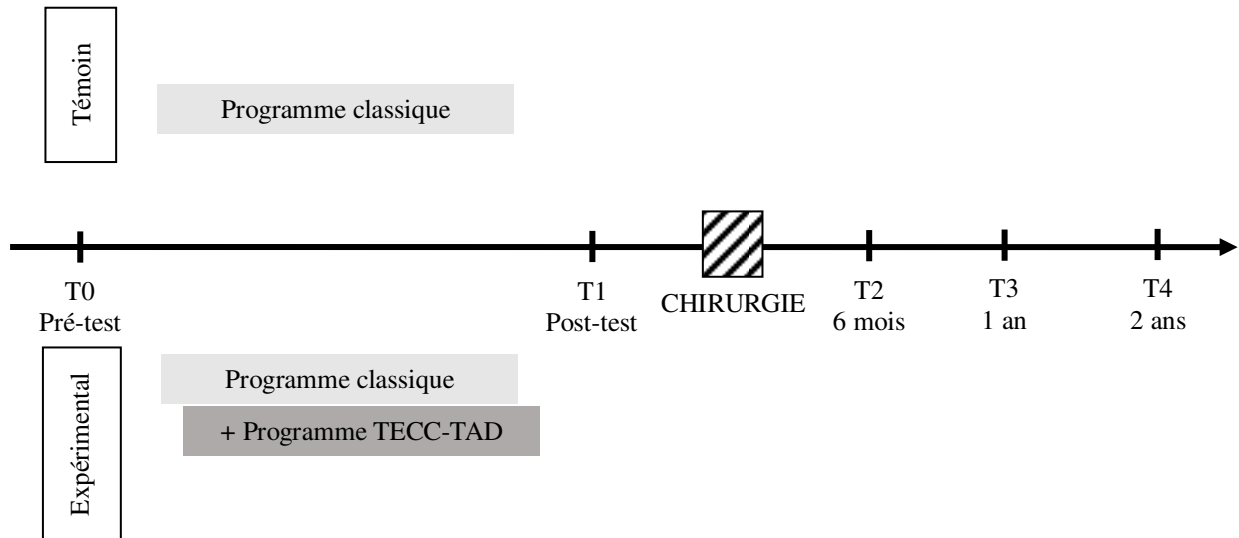 Témoin
Programme classique
T0
Pré-test
T1
Post-test
CHIRURGIE
T2
6 mois
T3
1 an
T4
2 ans
Expérimental
Programme classique
+ Programme TECC-TAD